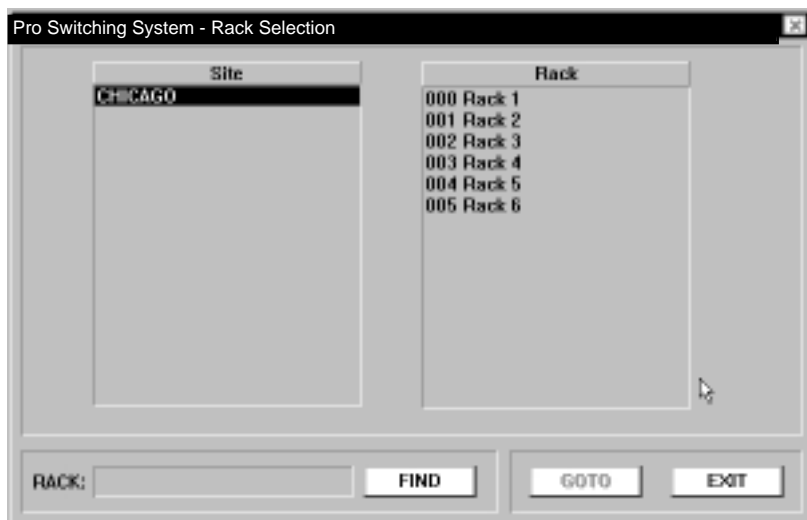 Pro Switching System - Rack Selection
Site
CHICAGO
Rack
000 Rack 1
001 Rack 2
002 Rack 3
003 Rack 4
004 Rack 5
005 Rack 6
RACK:
FIND
GOTO
EXIT